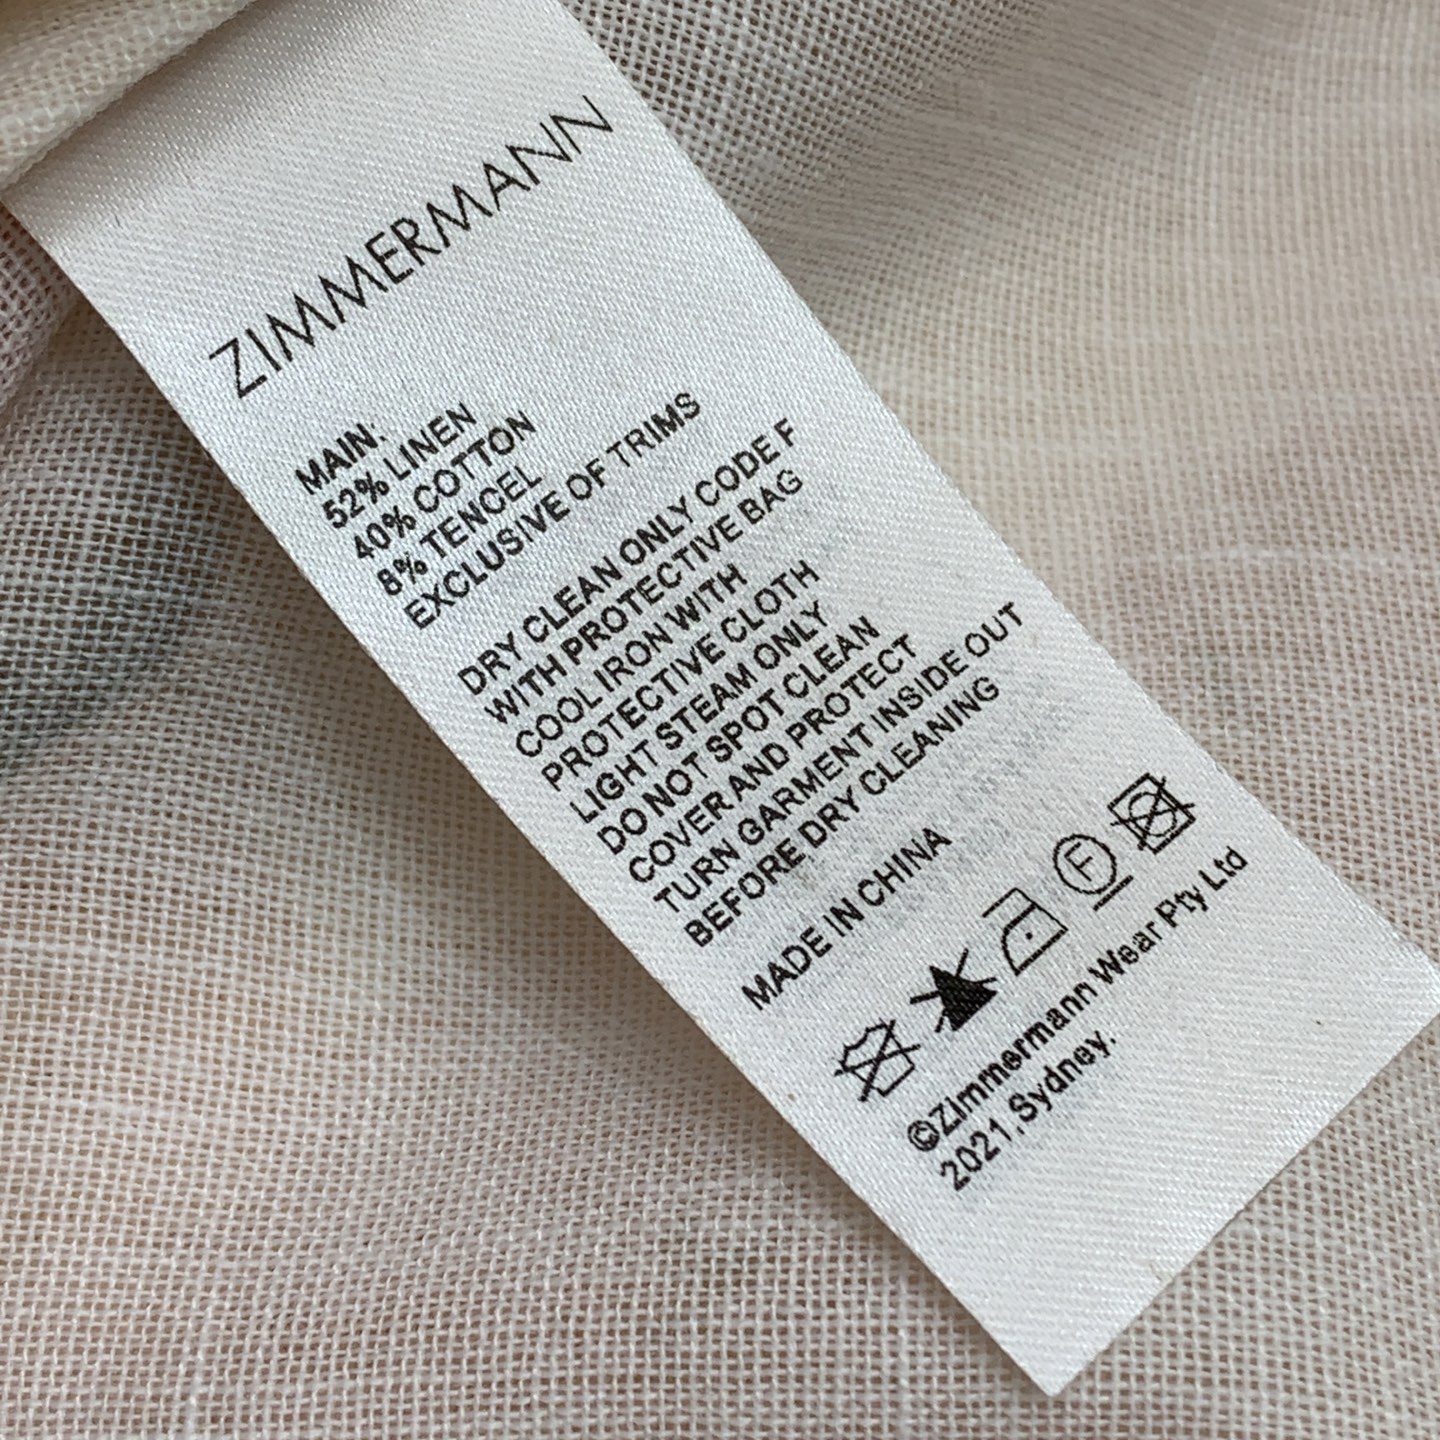 ZIMMERMANN
MAIN:
52% LINEN
40% COTTON
8% TENCEL
EXCLUSIVE OF TRIMS
DRY CLEAN ONLY CODE F
WITH PROTECTIVE BAG
COOL IRON WITH
PROTECTIVE CLOTH
LIGHT STEAM ONLY
DO NOT SPOT CLEAN
COVER AND PROTECT
TURN GARMENT INSIDE OUT
BEFORE DRY CLEANING
MADE IN CHINA
F
©Zimmermann Wear Pty Ltd
2021,Sydney.